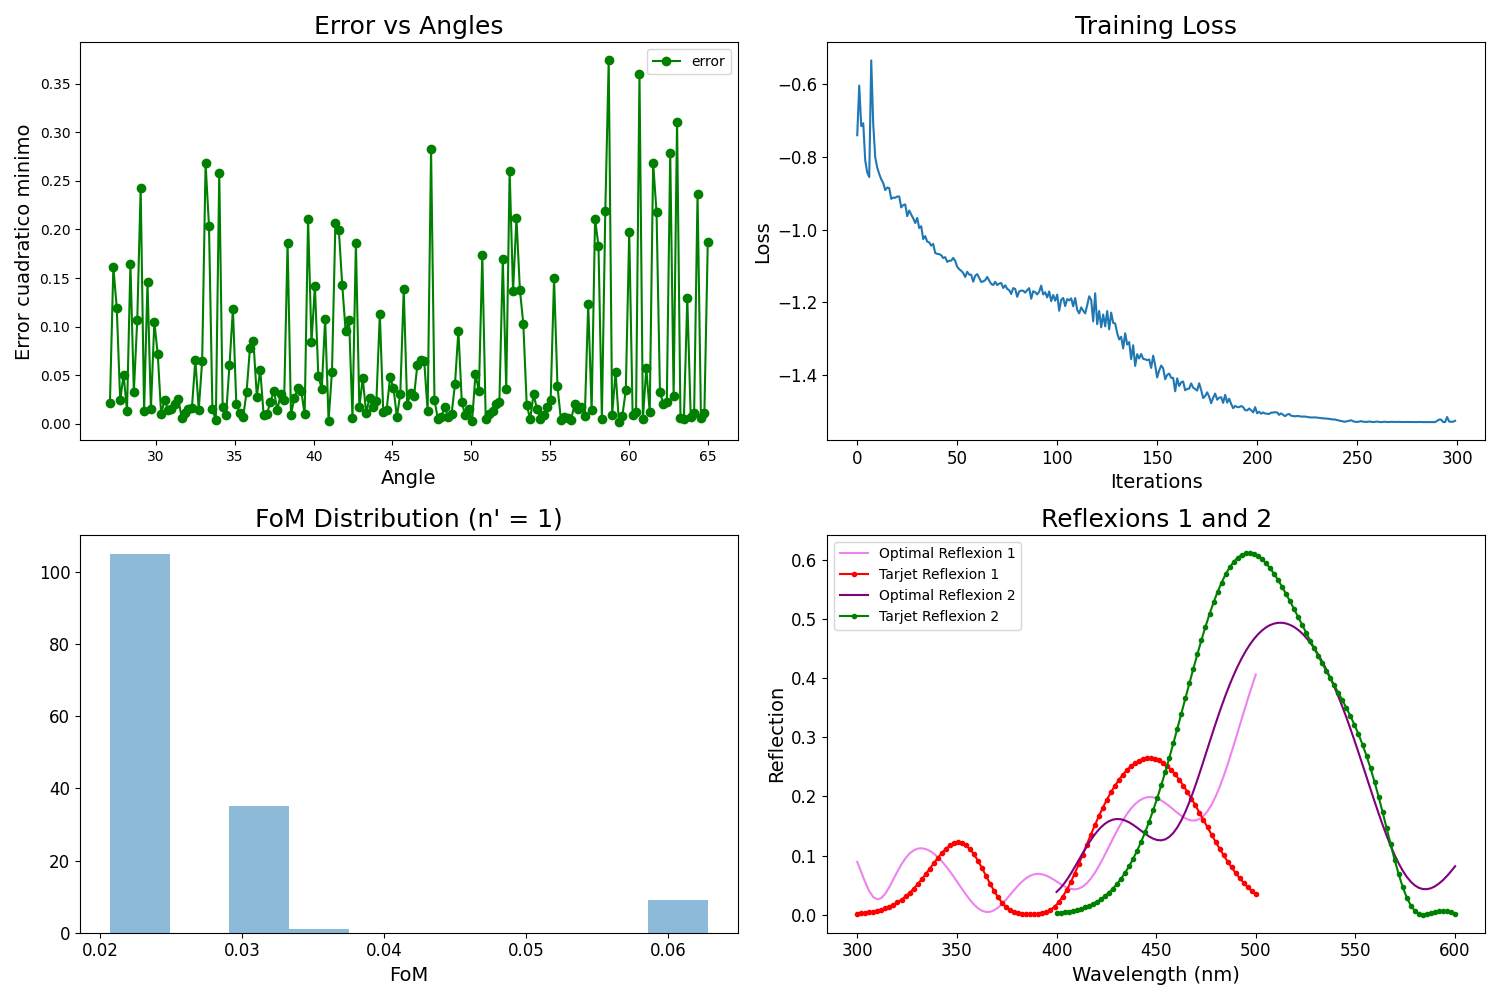 Error vs Angles
error
0.35
0.30
0.25
0.20
0.15
0.10
0.05
0.00
Error cuadratico minimo
30 35 40 45 50 55 60 65
Angle
Training Loss
−0.6
−0.8
−1.0
−1.2
−1.4
Loss
0 50 100 150 200 250 300
Iterations
FoM Distribution (n' = 1)
100
80
60
40
20
0
0.02 0.03 0.04 0.05 0.06
FoM
Reflexions 1 and 2
Optimal Reflexion 1
Tarjet Reflexion 1
Optimal Reflexion 2
Tarjet Reflexion 2
0.6
0.5
0.4
0.3
0.2
0.1
0.0
Reflection
300 350 400 450 500 550 600
Wavelength (nm)